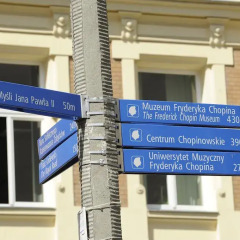 Myśli Jana Pawła II 50m
Muzeum Fryderyka Chopina
The Frederick Chopin Museum 430
Centrum Chopinowskie 390
Uniwersytet Muzyczny
Fryderyka Chopina 27